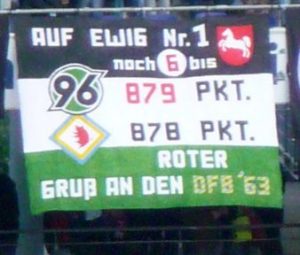 AUF EWIG Nr.1
noch 6 bis
96 879 PKT.
878 PKT.
ROTER
GRUß AN DEN DFB '63